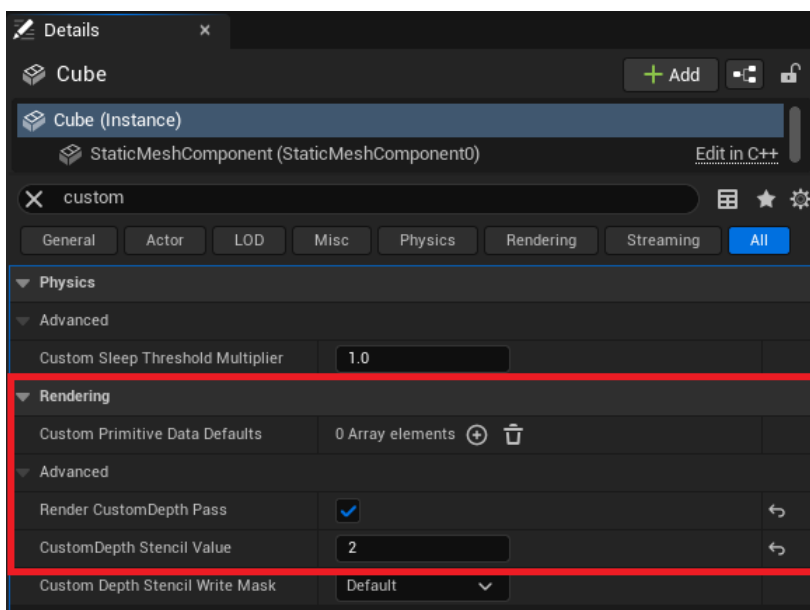 Details
Cube
Add
Cube (Instance)
StaticMeshComponent (StaticMeshComponent0) Edit in C++
custom
General Actor LOD Misc Physics Rendering Streaming All
Physics
Advanced
Custom Sleep Threshold Multiplier 1.0
Rendering
Custom Primitive Data Defaults 0 Array elements
Advanced
Render CustomDepth Pass
CustomDepth Stencil Value 2
Custom Depth Stencil Write Mask Default